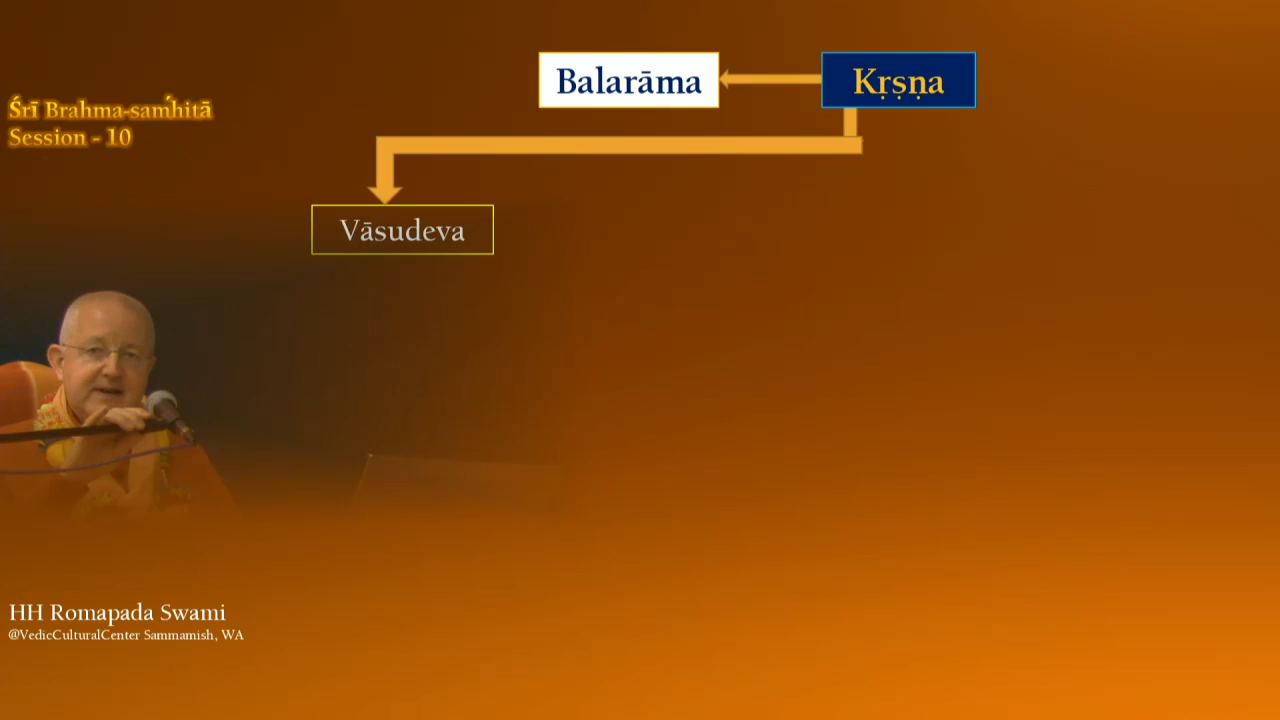 Balarāma
Kṛṣṇa
Śrī Brahma-saṁhitā
Session - 10
Vāsudeva
HH Romapada Swami
@VedicCulturalCenter Sammamish, WA